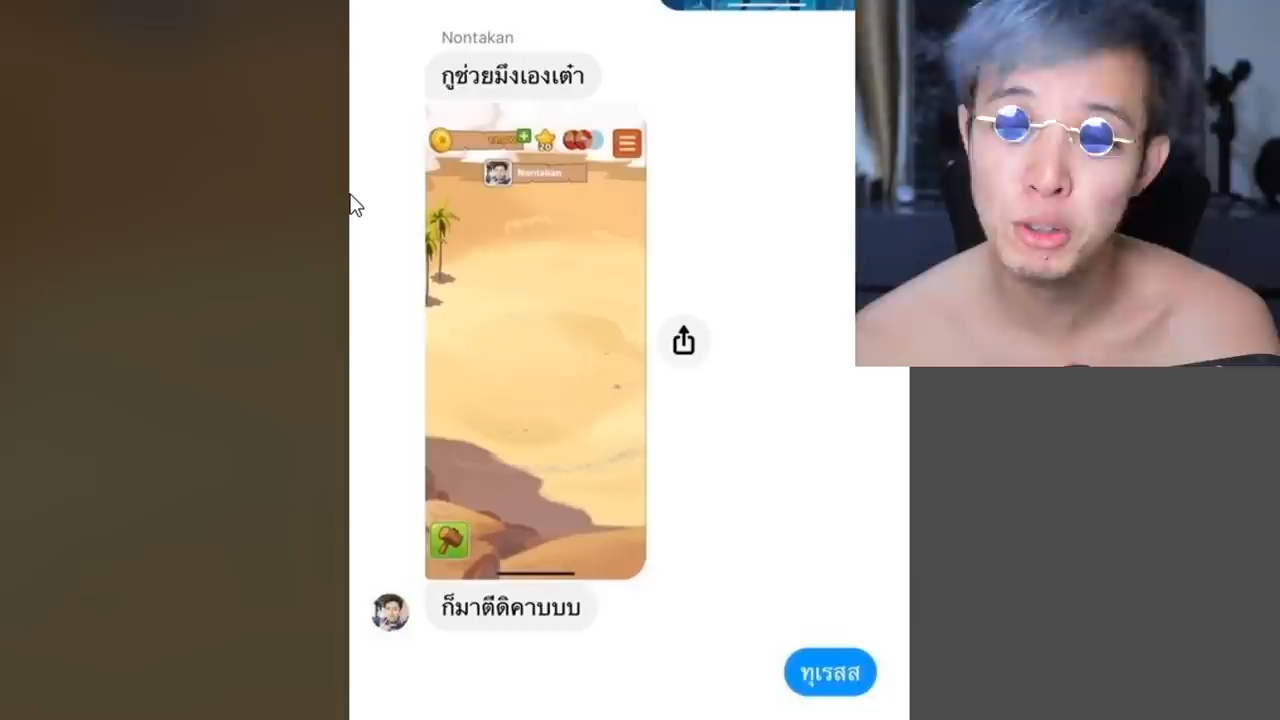 Nontakan
กูช่วยมึงเองเต๋า
20
Nontakan
ก็มาตีดิคาบบบ
ทุเรสส